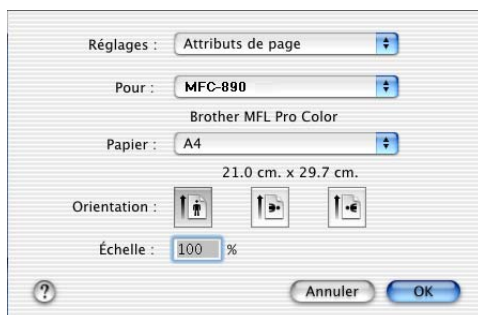 Réglages : Attributs de page
Pour : MFC-890
Brother MFL Pro Color
Papier : A4
21.0 cm. x 29.7 cm.
Orientation :
Échelle : 100 %
? Annuler OK